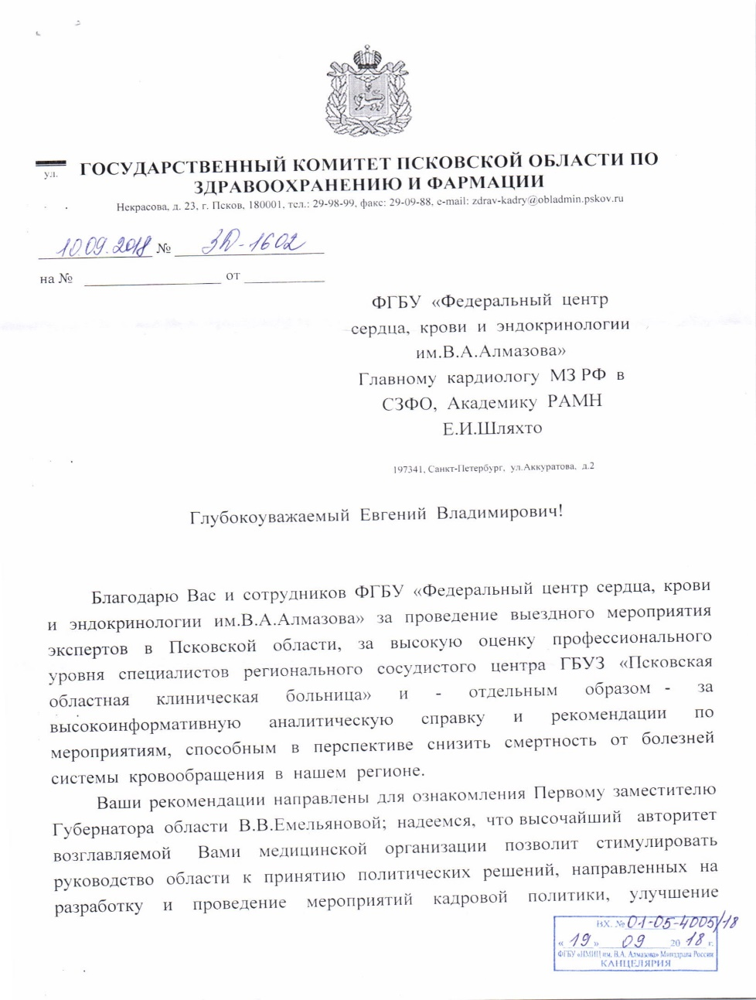 ГОСУДАРСТВЕННЫЙ КОМИТЕТ ПСКОВСКОЙ ОБЛАСТИ ПО
ул.
ЗДРАВООХРАНЕНИЮ И ФАРМАЦИИ
Некрасова, д. 23, г. Псков, 180001, тел.: 29-98-99, факс: 29-09-88, e-mail: zdrav-kadry@obladmin.pskov.ru
10.09.2018 № ЗД-1602
на № от
ФГБУ «Федеральный центр
сердца, крови и эндокринологии
им.В.А.Алмазова»
Главному кардиологу МЗ РФ в
СЗФО, Академику РАМН
Е.И.Шляхто
197341, Санкт-Петербург, ул.Аккуратова, д.2
Глубокоуважаемый Евгений Владимирович!
Благодарю Вас и сотрудников ФГБУ «Федеральный центр сердца, крови
и эндокринологии им.В.А.Алмазова» за проведение выездного мероприятия
экспертов в Псковской области, за высокую оценку профессионального
уровня специалистов регионального сосудистого центра ГБУЗ «Псковская
областная клиническая больница» и - отдельным образом - за
высокоинформативную аналитическую справку и рекомендации по
мероприятиям, способным в перспективе снизить смертность от болезней
системы кровообращения в нашем регионе.
Ваши рекомендации направлены для ознакомления Первому заместителю
Губернатора области В.В.Емельяновой; надеемся, что высочайший авторитет
возглавляемой Вами медицинской организации позволит стимулировать
руководство области к принятию политических решений, направленных на
разработку и проведение мероприятий кадровой политики, улучшение
ВХ. № 01-05-4005/18
« 19 » 09 20 18 г.
ФГБУ «НМИЦ им. В.А. Алмазова» Минздрава России
КАНЦЕЛЯРИЯ